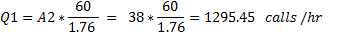 Q1 = A2 * 60/1.76 = 38 * 60/1.76 = 1295.45 calls /hr